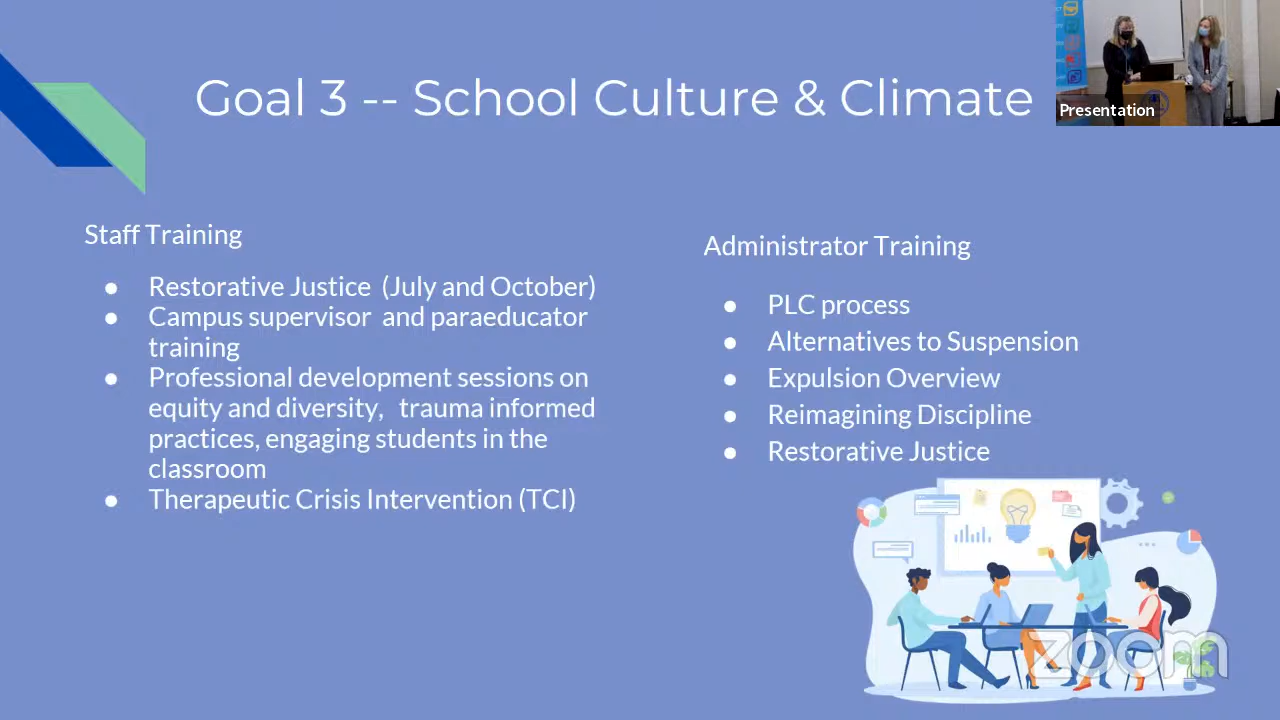 Goal 3 -- School Culture & Climate
Presentation
Staff Training
● Restorative Justice (July and October)
● Campus supervisor and paraeducator
training
● Professional development sessions on
equity and diversity, trauma informed
practices, engaging students in the
classroom
● Therapeutic Crisis Intervention (TCI)
Administrator Training
● PLC process
● Alternatives to Suspension
● Expulsion Overview
● Reimagining Discipline
● Restorative Justice
zoom